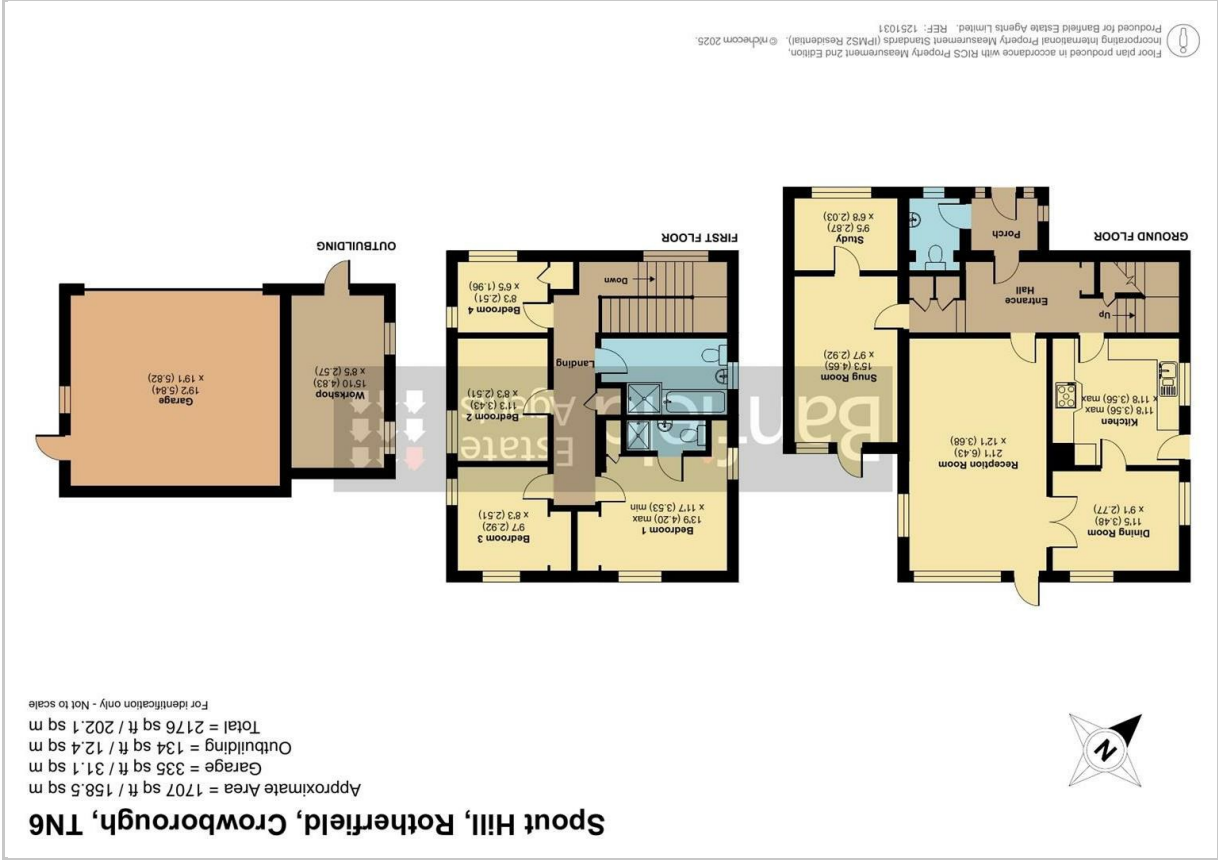 Spout Hill, Rotherfield, Crowborough, TN6
Approximate Area = 1707 sq ft / 158.5 sq m
Garage = 335 sq ft / 31.1 sq m
Outbuilding = 134 sq ft / 12.4 sq m
Total = 2176 sq ft / 202.1 sq m
For identification only - Not to scale
N
Garage
19'2 (5.84)
x 19'1 (5.82)
Workshop
15'10 (4.83)
x 8'5 (2.57)
OUTBUILDING
Bedroom 3
9'7 (2.92)
x 8'3 (2.51)
Bedroom 1
13'9 (4.20) max
x 11'7 (3.53) min
Bedroom 2
11'3 (3.43)
x 8'3 (2.51)
Landing
Bedroom 4
8'3 (2.51)
x 6'5 (1.96)
Down
FIRST FLOOR
Dining Room
11'5 (3.48)
x 9'1 (2.77)
Reception Room
21'1 (6.43)
x 12'1 (3.68)
Kitchen
11'8 (3.56) max
x 11'8 (3.56) max
Snug Room
15'3 (4.65)
x 9'7 (2.92)
Up
Entrance
Hall
Study
9'5 (2.87)
x 6'8 (2.03)
Porch
GROUND FLOOR
Banfield
Estate
Agents
Floor plan produced in accordance with RICS Property Measurement 2nd Edition,
Incorporating International Property Measurement Standards (IPMS2 Residential). ©nichecom 2025.
Produced for Banfield Estate Agents Limited. REF: 1251031